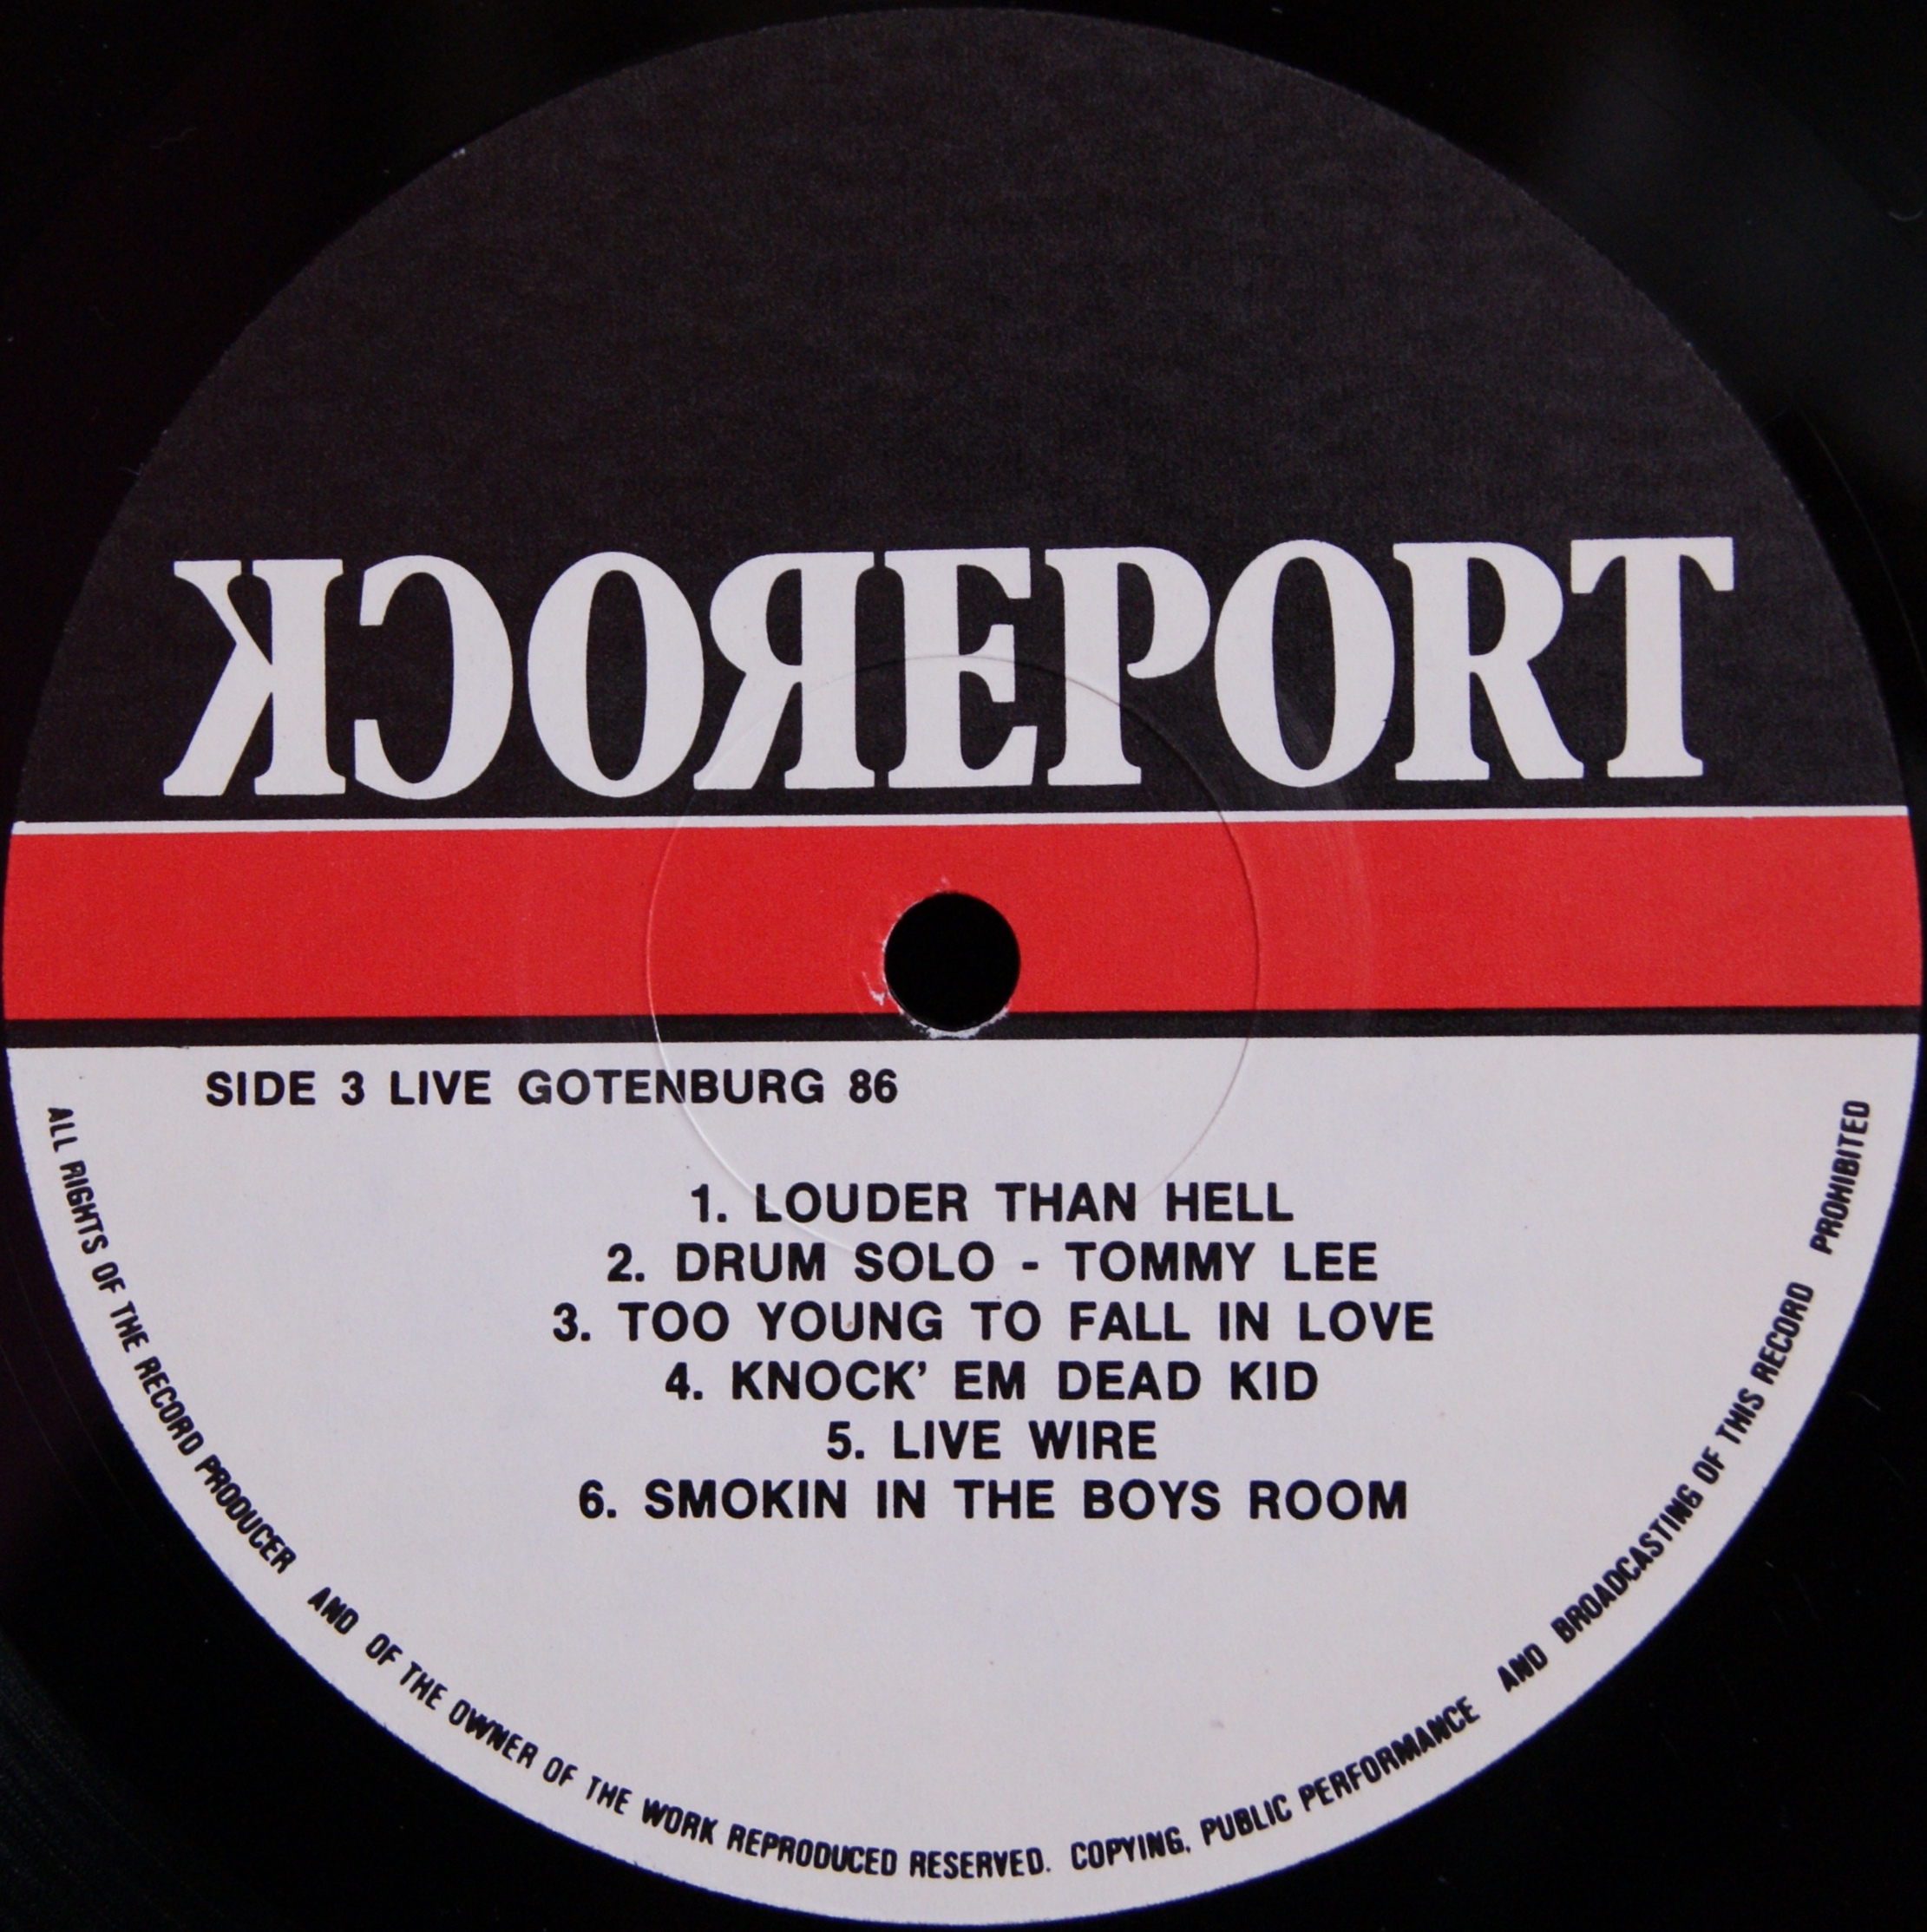 KCOREPORT
SIDE 3 LIVE GOTENBURG 86
1. LOUDER THAN HELL
2. DRUM SOLO - TOMMY LEE
3. TOO YOUNG TO FALL IN LOVE
4. KNOCK' EM DEAD KID
5. LIVE WIRE
6. SMOKIN IN THE BOYS ROOM
ALL RIGHTS OF THE RECORD PRODUCER AND OF THE OWNER OF THE WORK REPRODUCED RESERVED. COPYING, PUBLIC PERFORMANCE AND BROADCASTING OF THIS RECORD PROHIBITED